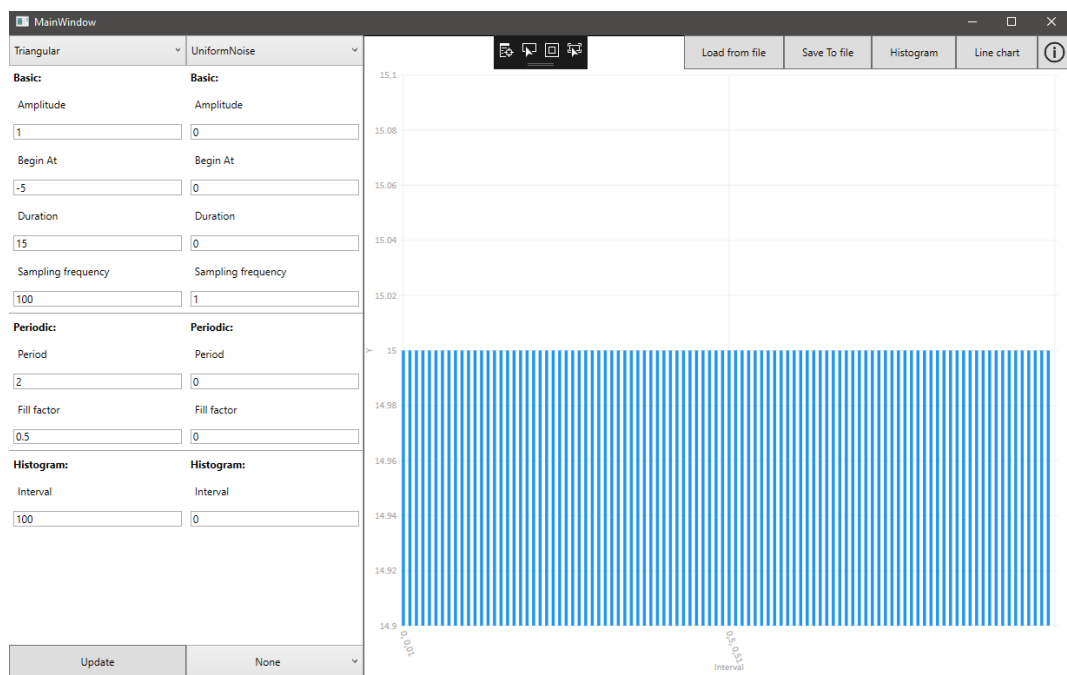 MainWindow
Triangular UniformNoise Load from file Save To file Histogram Line chart
Basic: Basic:
Amplitude Amplitude
1 0
Begin At Begin At
-5 0
Duration Duration
15 0
Sampling frequency Sampling frequency
100 1
Periodic: Periodic:
Period Period
2 0
Fill factor Fill factor
0.5 0
Histogram: Histogram:
Interval Interval
100 0
Update None
15.1
15.08
15.06
15.04
15.02
Y 15
14.98
14.96
14.94
14.92
14.9
0, 0,01 0,5, 0,51
Interval